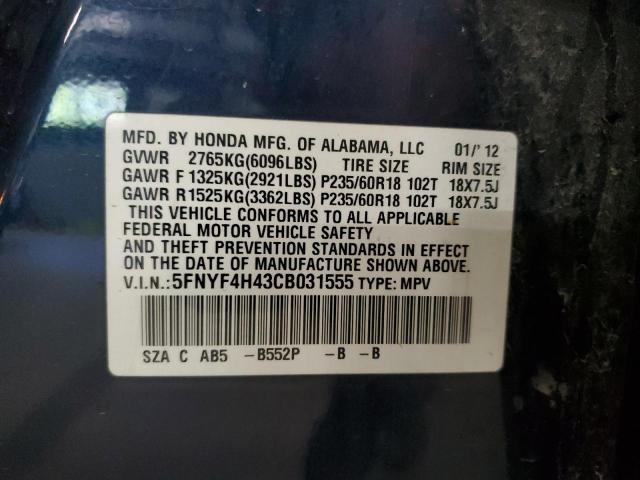 MFD. BY HONDA MFG. OF ALABAMA, LLC 01/'12
GVWR 2765KG(6096LBS) TIRE SIZE RIM SIZE
GAWR F 1325KG(2921LBS) P235/60R18 102T 18X7.5J
GAWR R 1525KG(3362LBS) P235/60R18 102T 18X7.5J
THIS VEHICLE CONFORMS TO ALL APPLICABLE
FEDERAL MOTOR VEHICLE SAFETY
AND THEFT PREVENTION STANDARDS IN EFFECT
ON THE DATE OF MANUFACTURE SHOWN ABOVE.
V.I.N.: 5FNYF4H43CB031555 TYPE: MPV
SZA C AB5 -B552P -B -B